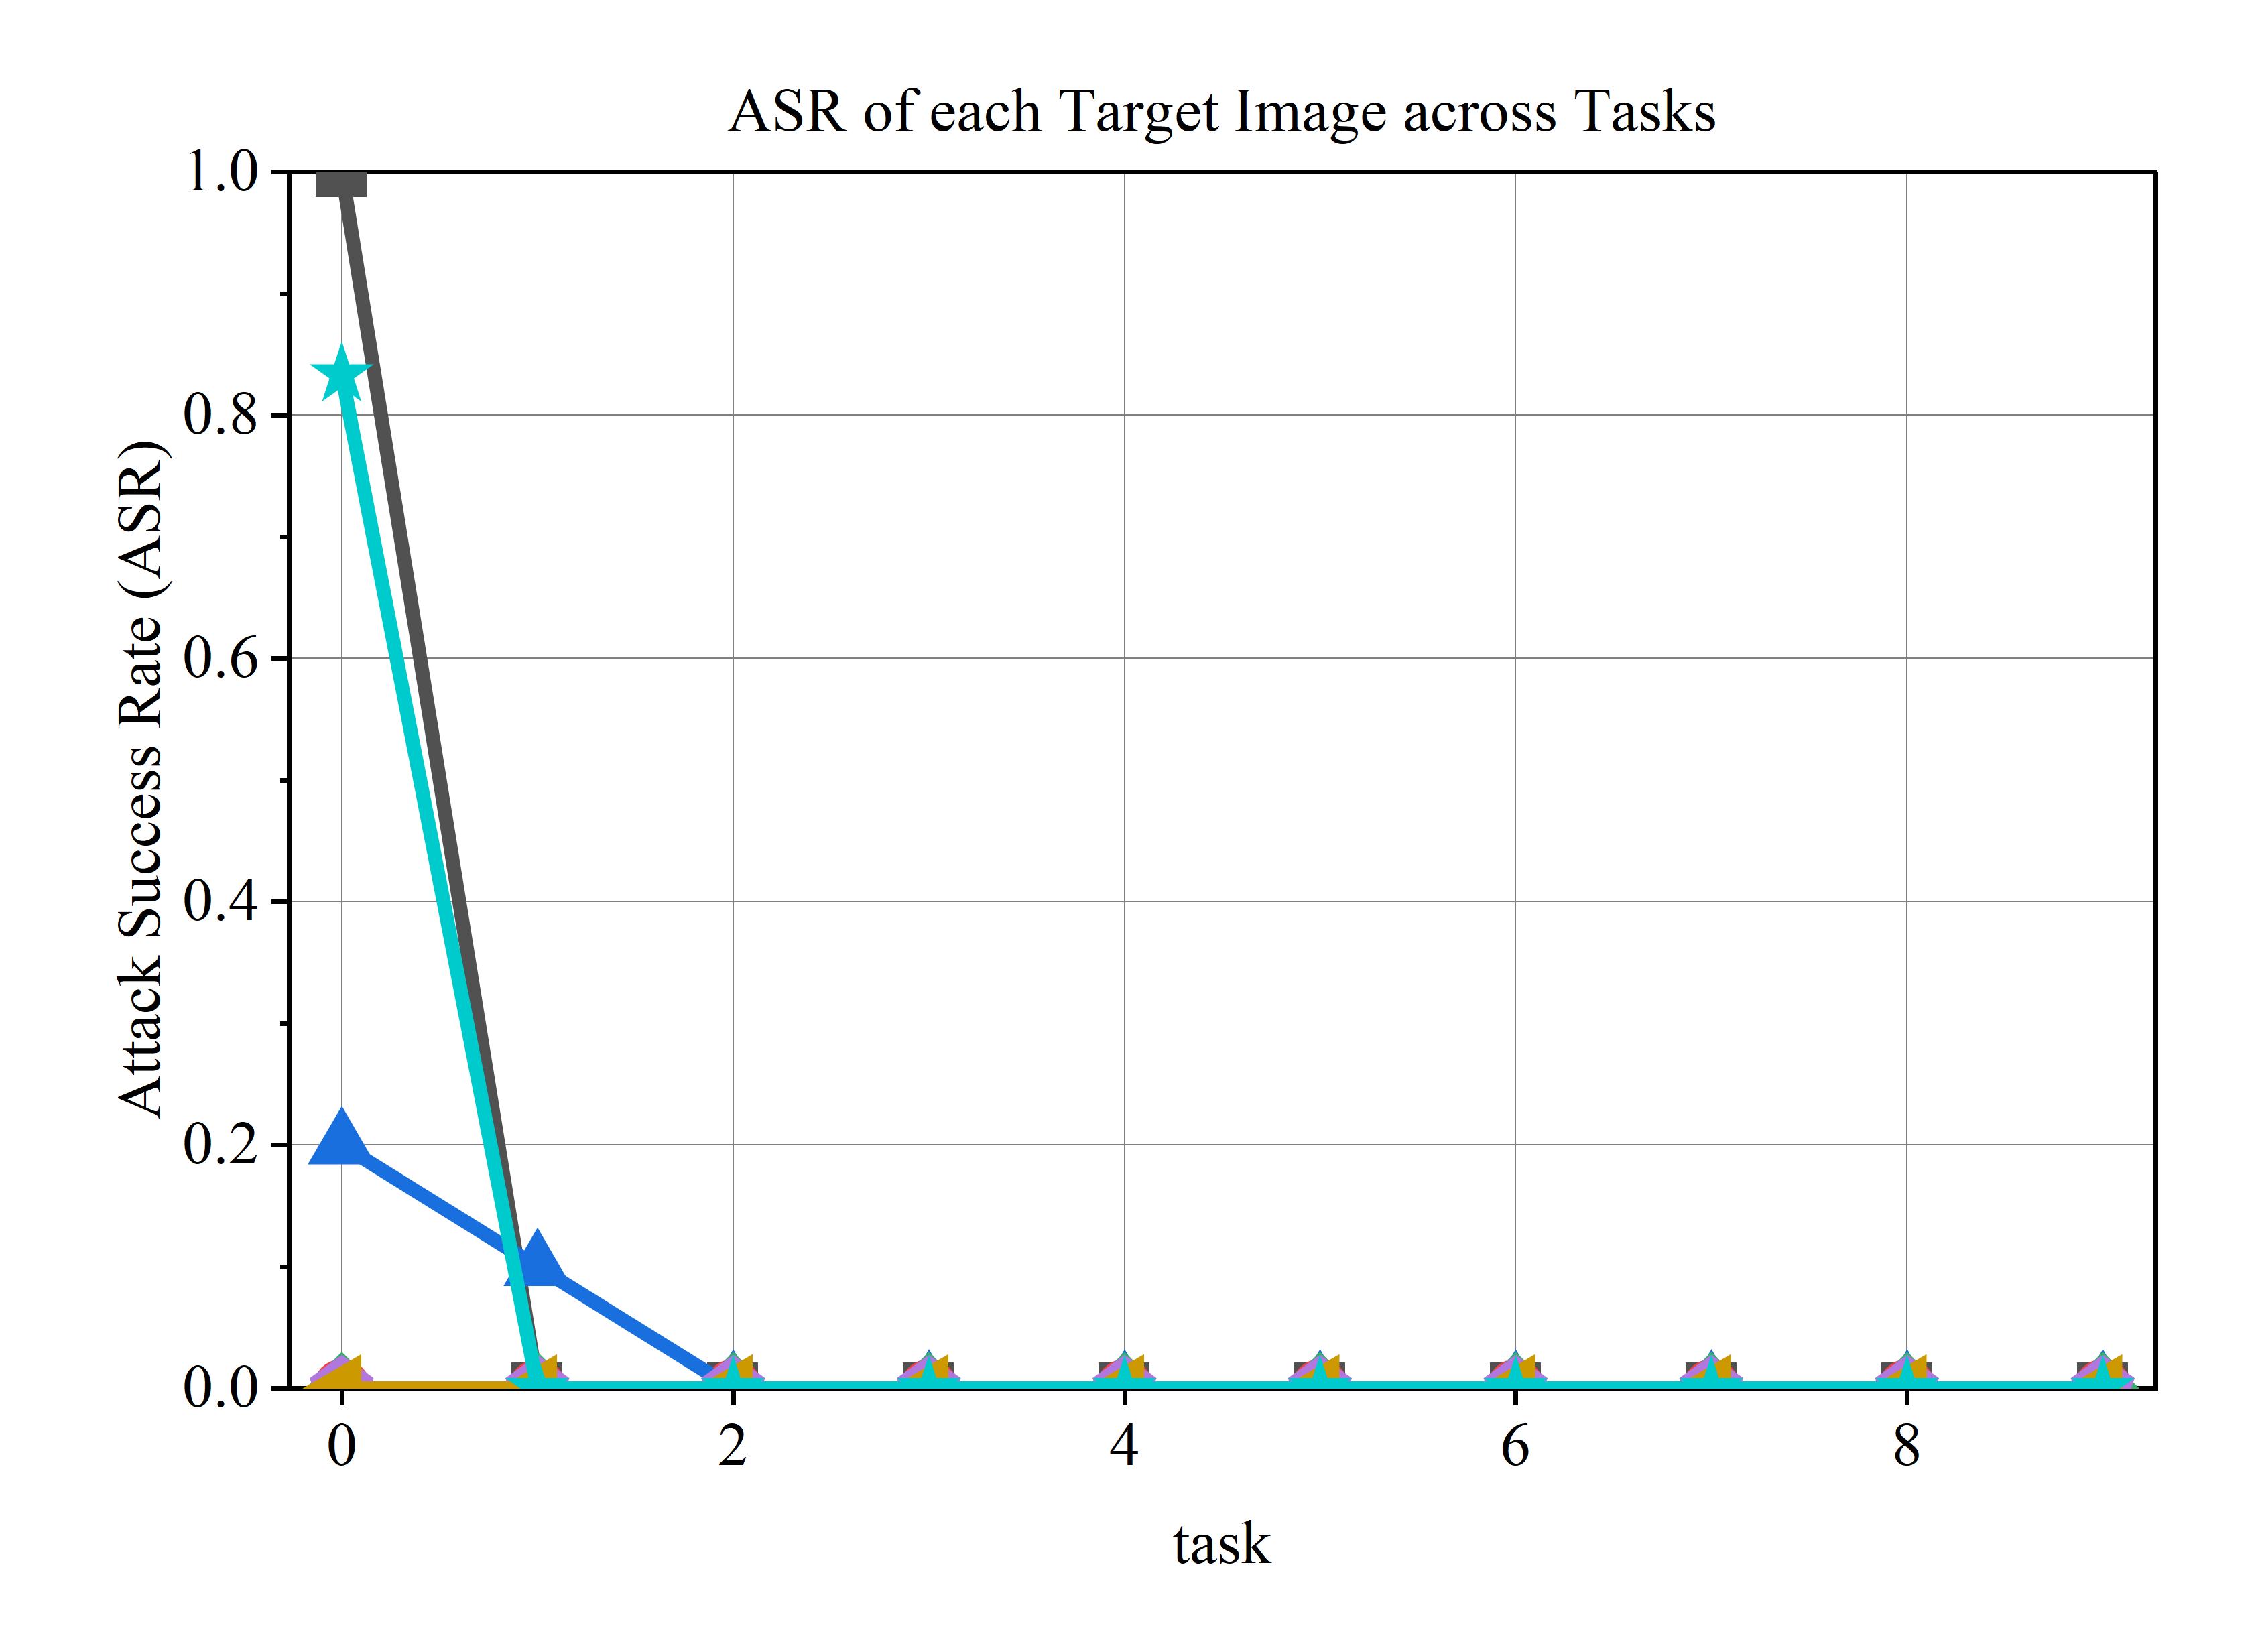 ASR of each Target Image across Tasks
1.0
0.8
0.6
0.4
0.2
0.0
Attack Success Rate (ASR)
0 2 4 6 8
task